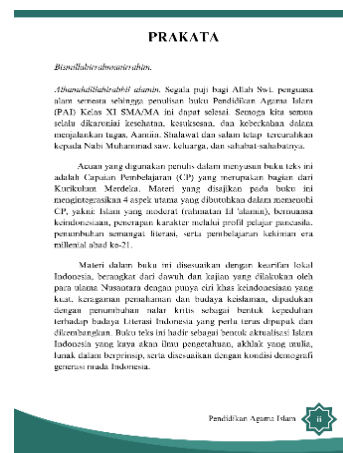 PRAKATA
Bismillahirrahmanirrahim.
Alhamdulillahirabbil alamin. Segala puji bagi Allah Swt. penguasa
alam semesta sehingga penulisan buku Pendidikan Agama Islam
(PAI) Kelas XI SMA/MA ini dapat selesai. Semoga kita semua
selalu dikaruniai kesehatan, kesuksesan, dan keberkahan dalam
menjalankan tugas, Aamiin. Shalawat dan salam tetap tercurahkan
kepada Nabi Muhammad saw. keluarga, dan sahabat-sahabatnya.
Acuan yang digunakan penulis dalam menyusun buku teks ini
adalah Capaian Pembelajaran (CP) yang merupakan bagian dari
Kurikulum Merdeka. Materi yang disajikan pada buku ini
mengintegrasikan 4 aspek utama yang dibutuhkan dalam memenuhi
CP, yakni: Islam yang moderat (rahmatan lil 'alamin), bernuansa
keindonesiaan, penerapan karakter melalui profil pelajar pancasila,
penumbuhan semangat literasi, serta pembelajaran kekinian era
millenial abad ke-21.
Materi dalam buku ini disesuaikan dengan kearifan lokal
Indonesia, berangkat dari dawuh dan kajian yang dilakukan oleh
para ulama Nusantara dengan punya ciri khas keindonesiaan yang
kuat, keragaman pemahaman dan budaya keislaman, dipadukan
dengan penumbuhan nalar kritis sebagai bentuk kepedulian
terhadap budaya Literasi Indonesia yang perlu terus dipupuk dan
dikembangkan. Buku teks ini hadir sebagai bentuk aktualisasi Islam
Indonesia yang kaya akan ilmu pengetahuan, akhlak yang mulia,
lunak dalam berprinsip, serta disesuaikan dengan kondisi demografi
generasi muda Indonesia.
Pendidikan Agama Islam
ii